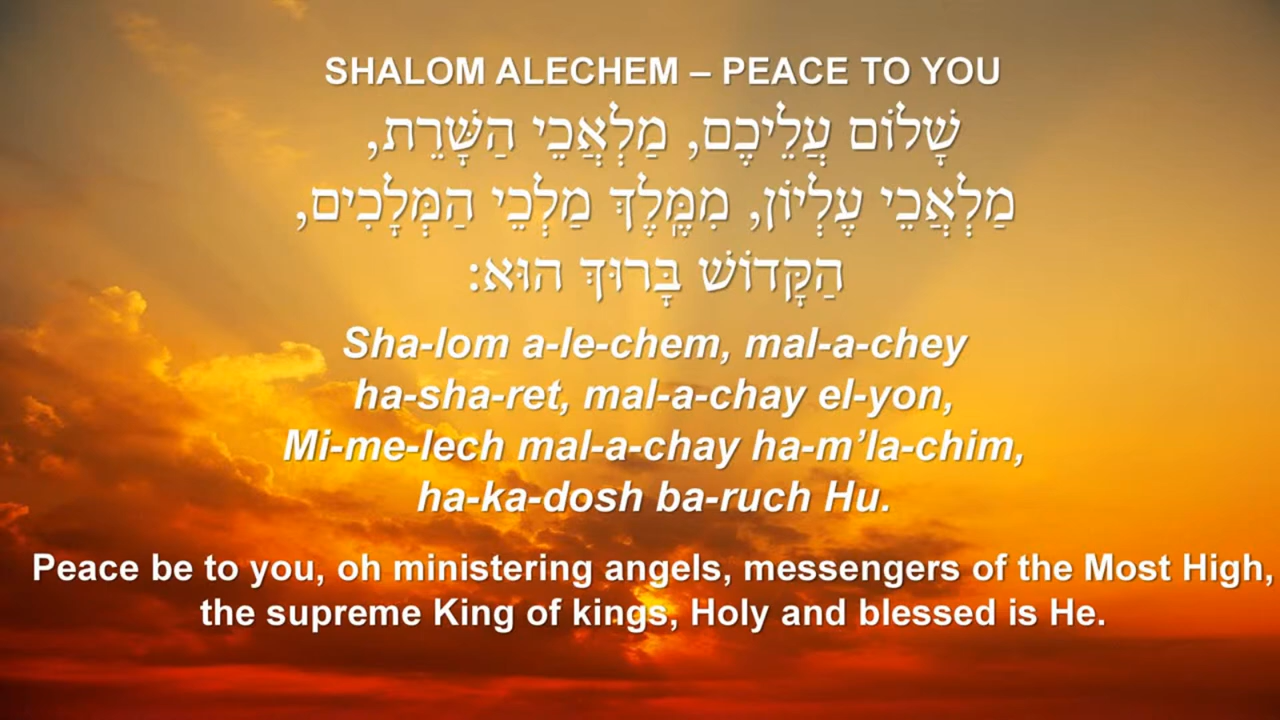 SHALOM ALECHEM – PEACE TO YOU
שָׁלוֹם עֲלֵיכֶם, מַלְאֲכֵי הַשָּׁרֵת,
מַלְאֲכֵי עֶלְיוֹן, מִמֶּֽלֶךְ מַלְכֵי הַמְּלָכִים,
הַקָּדוֹשׁ בָּרוּךְ הוּא:
Sha-lom a-le-chem, mal-a-chey
ha-sha-ret, mal-a-chay el-yon,
Mi-me-lech mal-a-chay ha-m’la-chim,
ha-ka-dosh ba-ruch Hu.
Peace be to you, oh ministering angels, messengers of the Most High,
the supreme King of kings, Holy and blessed is He.